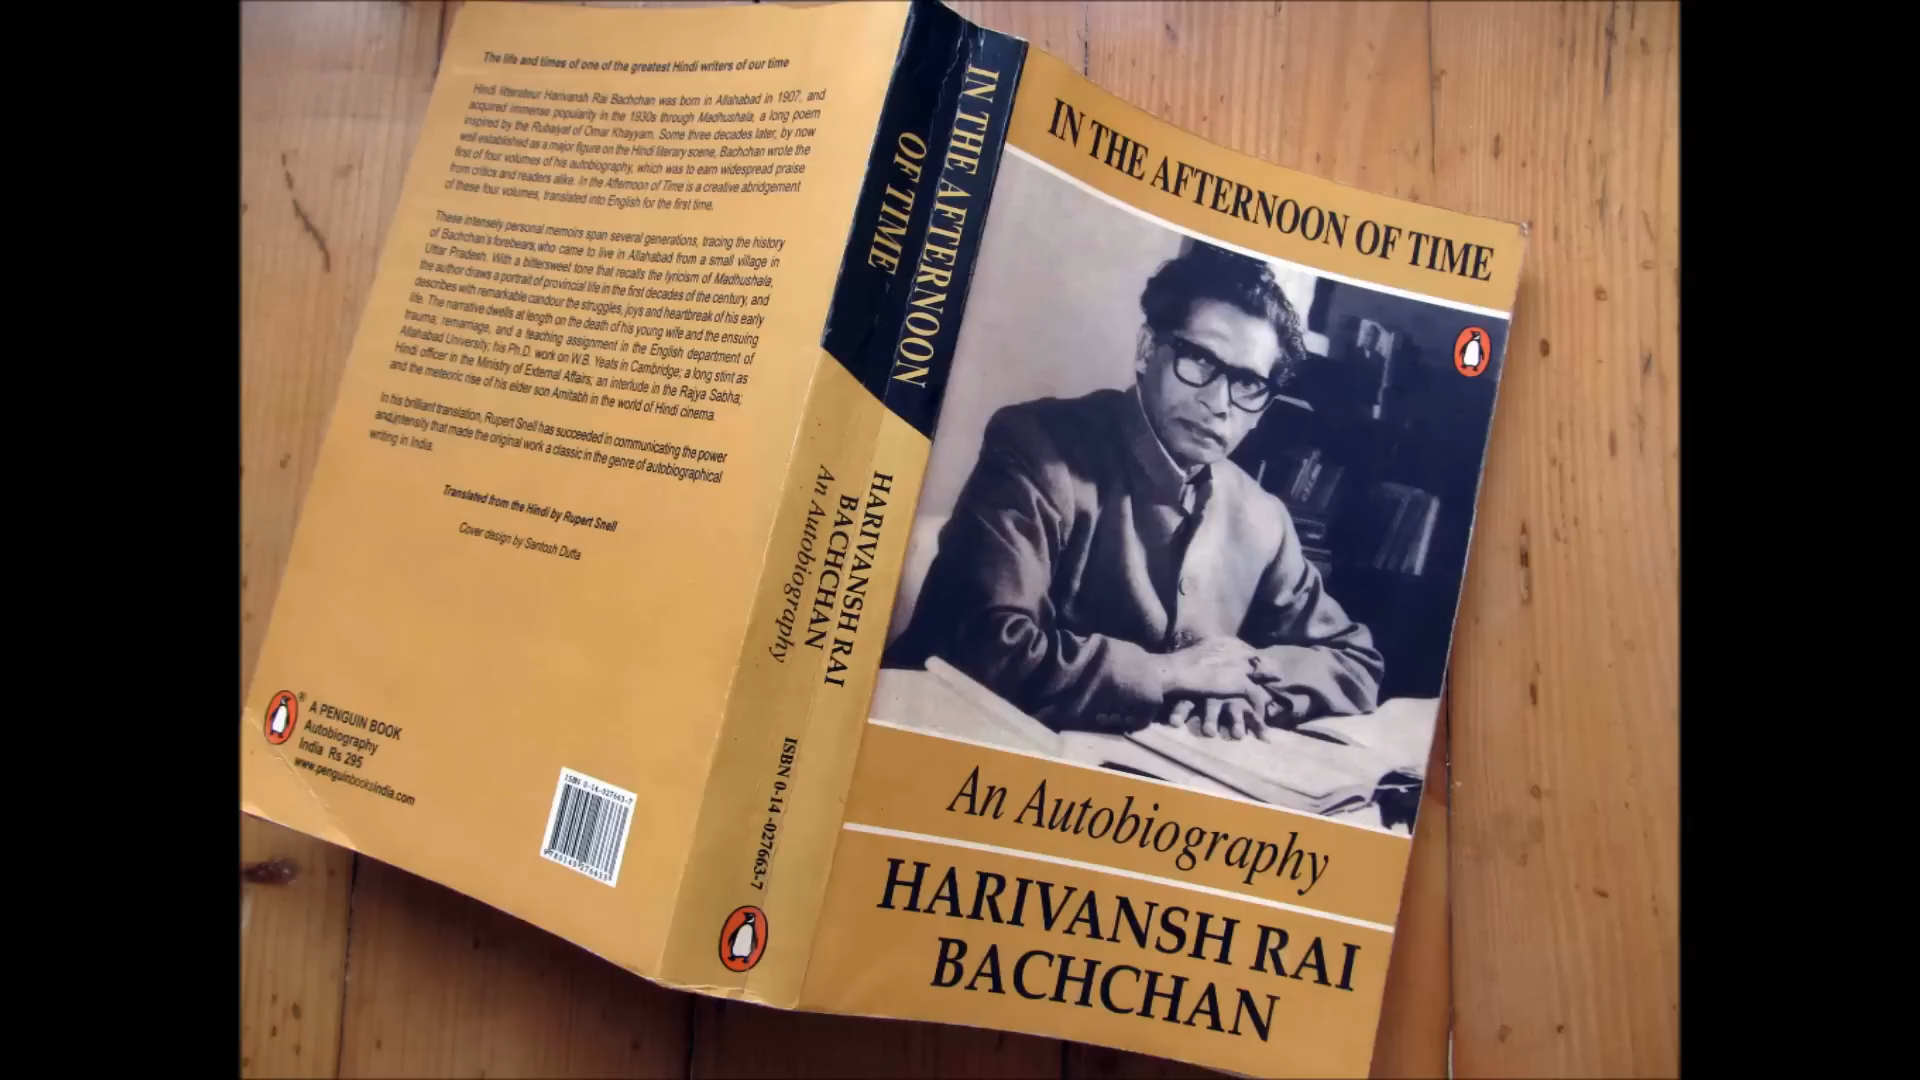 The life and times of one of the greatest Hindi writers of our time
Hindi litterateur Harivansh Rai Bachchan was born in Allahabad in 1907, and
acquired immense popularity in the 1930s through Madhushala, a long poem
inspired by the Rubaiyat of Omar Khayyam. Some three decades later, by now
well established as a major figure on the Hindi literary scene, Bachchan wrote the
first of four volumes of his autobiography, which was to earn widespread praise
from critics and readers alike. In the Afternoon of Time is a creative abridgement
of these four volumes, translated into English for the first time.
These intensely personal memoirs span several generations, tracing the history
of Bachchan's forebears, who came to live in Allahabad from a small village in
Uttar Pradesh. With a bittersweet tone that recalls the lyricism of Madhushala,
the author draws a portrait of provincial life in the first decades of the century, and
describes with remarkable candour the struggles, joys and heartbreak of his early
life. The narrative dwells at length on the death of his young wife and the ensuing
trauma; remarriage, and a teaching assignment in the English department of
Allahabad University; his Ph.D. work on W.B. Yeats in Cambridge; a long stint as
Hindi officer in the Ministry of External Affairs; an interlude in the Rajya Sabha;
and the meteoric rise of his elder son Amitabh in the world of Hindi cinema.
In his brilliant translation, Rupert Snell has succeeded in communicating the power
and intensity that made the original work a classic in the genre of autobiographical
writing in India.
Translated from the Hindi by Rupert Snell
Cover design by Santosh Dutta
A PENGUIN BOOK
Autobiography
India Rs 295
www.penguinbooksindia.com
ISBN 0-14-027663-7
9780140276633
IN THE AFTERNOON
OF TIME
HARIVANSH RAI
BACHCHAN
An Autobiography
ISBN 0-14-027663-7
IN THE AFTERNOON OF TIME
An Autobiography
HARIVANSH RAI
BACHCHAN